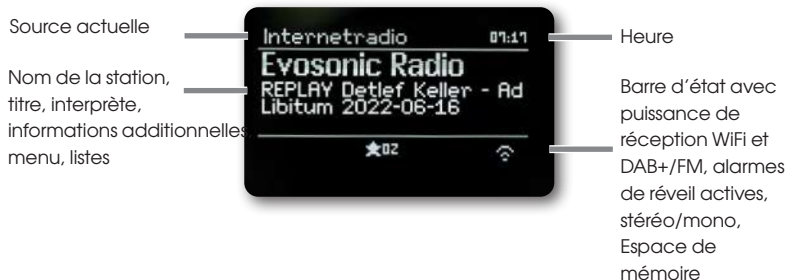 Source actuelle
Nom de la station,
titre, interprète,
informations additionnelles
menu, listes
Internetradio 07:17
Evosonic Radio
REPLAY Detlef Keller - Ad
Libitum 2022-06-16
★02
Heure
Barre d'état avec
puissance de
réception WiFi et
DAB+/FM, alarmes
de réveil actives,
stéréo/mono,
Espace de
mémoire